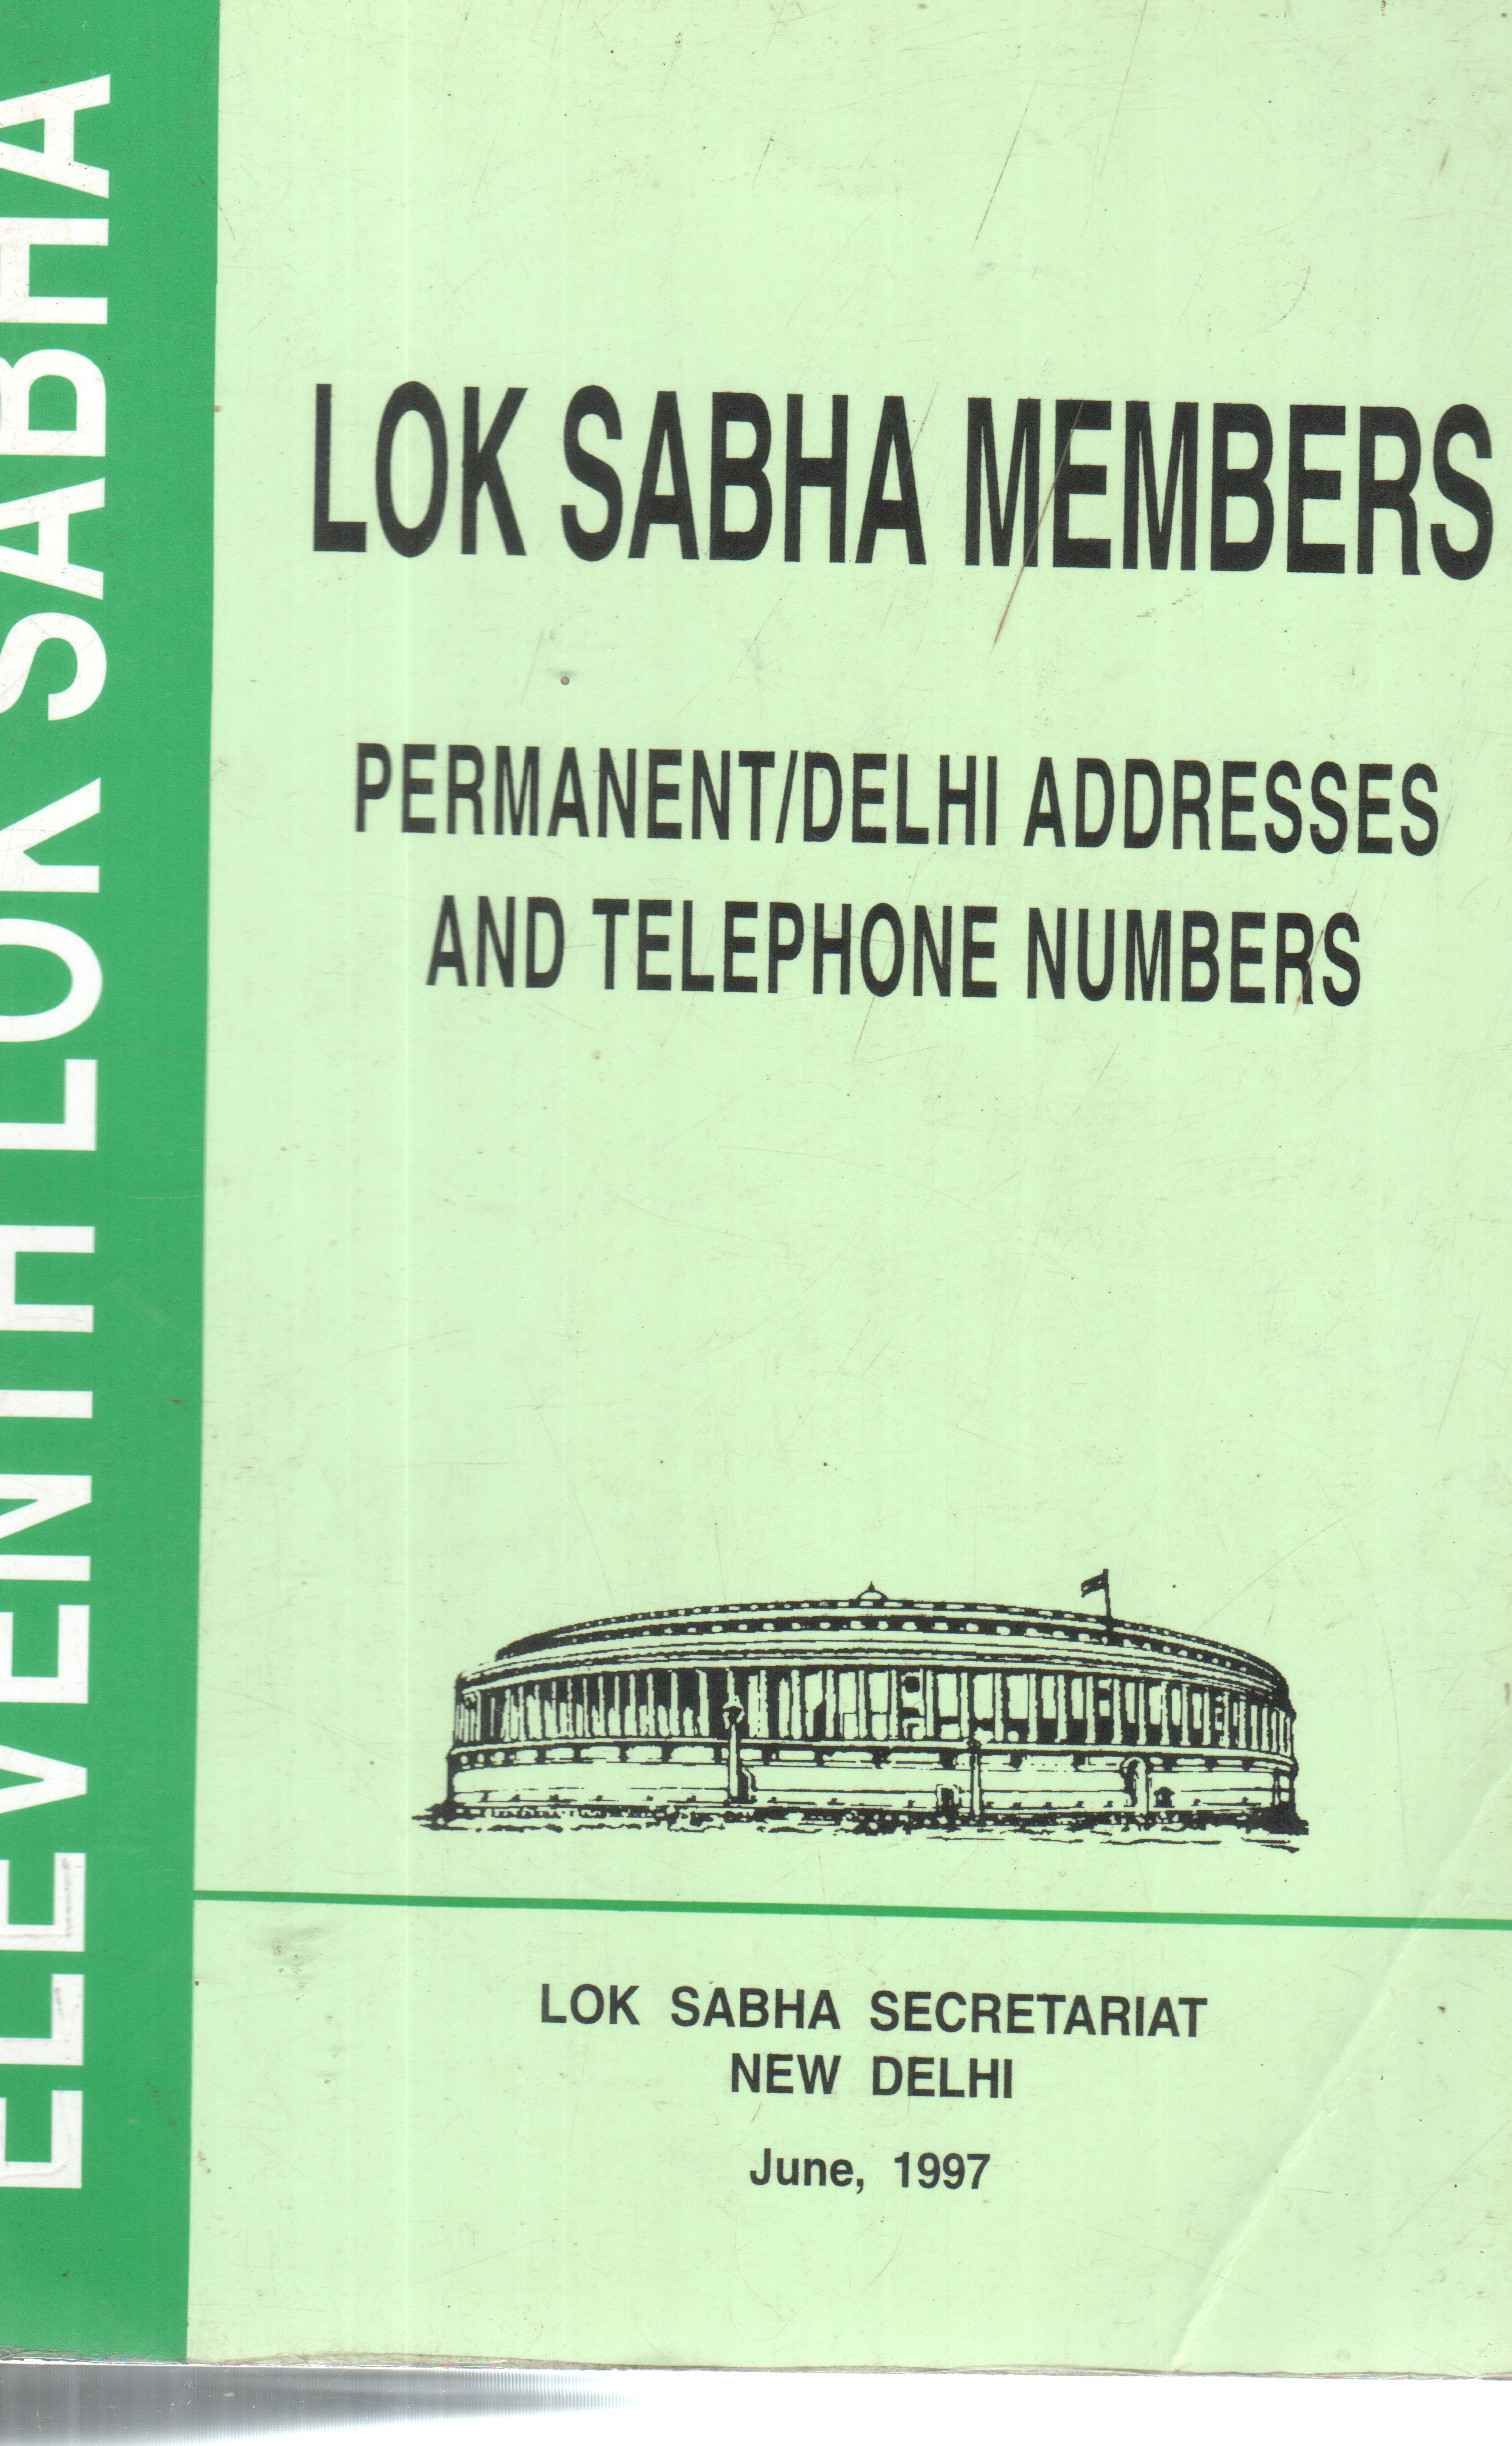 ELEVENTH LOK SABHA
LOK SABHA MEMBERS
PERMANENT/DELHI ADDRESSES
AND TELEPHONE NUMBERS
LOK SABHA SECRETARIAT
NEW DELHI
June, 1997